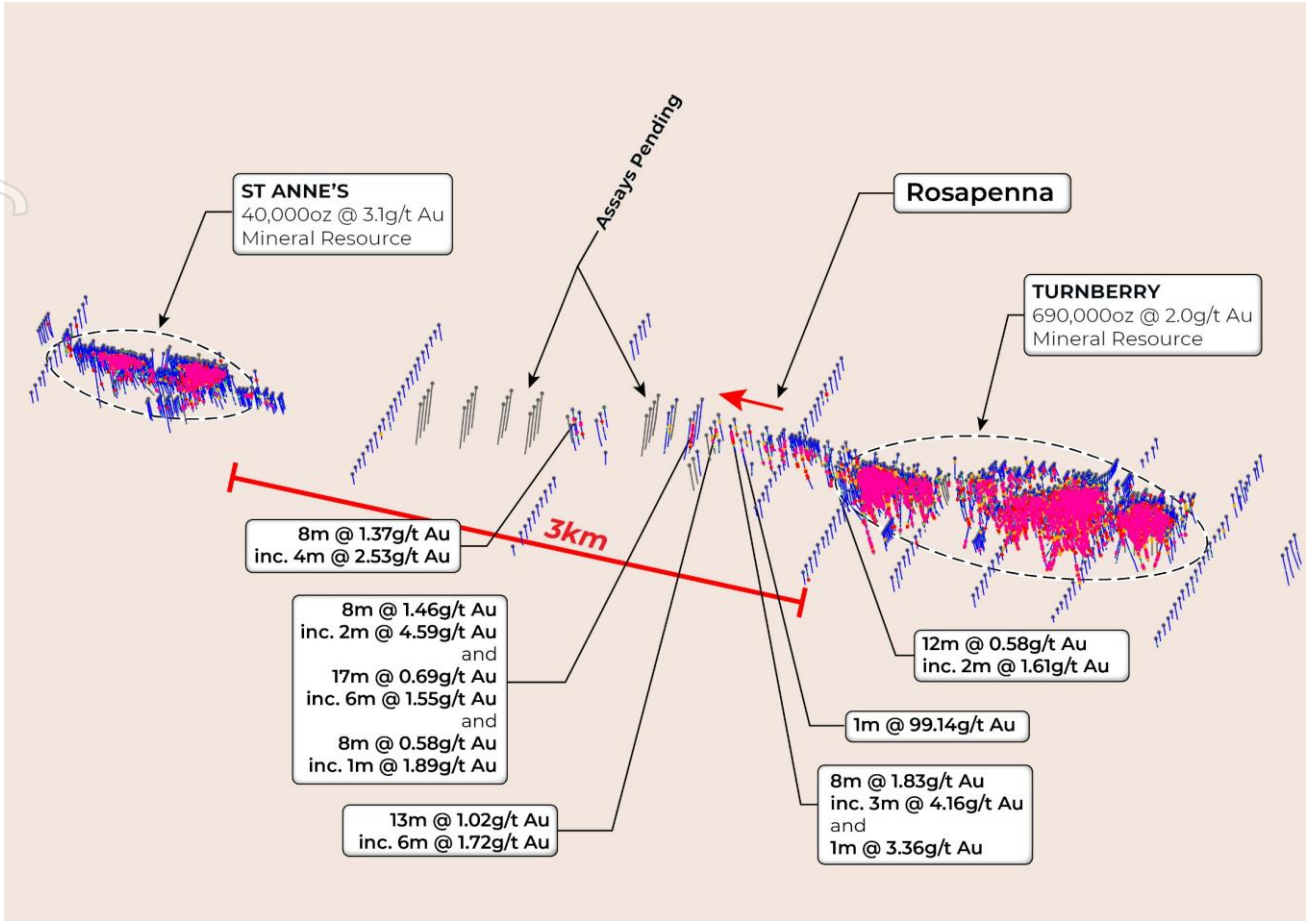 Assays Pending
ST ANNE'S
40,000oz @ 3.1g/t Au
Mineral Resource
Rosapenna
TURNBERRY
690,000oz @ 2.0g/t Au
Mineral Resource
3km
8m @ 1.37g/t Au
inc. 4m @ 2.53g/t Au
8m @ 1.46g/t Au
inc. 2m @ 4.59g/t Au
and
17m @ 0.69g/t Au
inc. 6m @ 1.55g/t Au
and
8m @ 0.58g/t Au
inc. 1m @ 1.89g/t Au
13m @ 1.02g/t Au
inc. 6m @ 1.72g/t Au
12m @ 0.58g/t Au
inc. 2m @ 1.61g/t Au
1m @ 99.14g/t Au
8m @ 1.83g/t Au
inc. 3m @ 4.16g/t Au
and
1m @ 3.36g/t Au